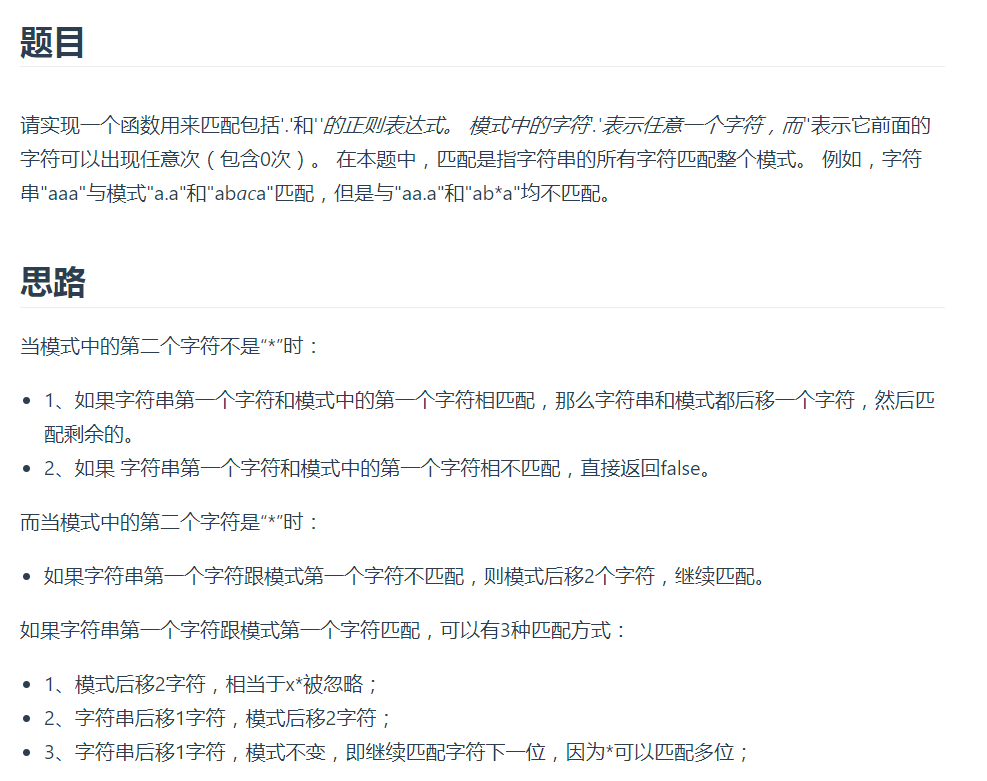 题目
请实现一个函数用来匹配包括'.'和''的正则表达式。 模式中的字符'.'表示任意一个字符，而''表示它前面的
字符可以出现任意次（包含0次）。 在本题中，匹配是指字符串的所有字符匹配整个模式。 例如，字符
串"aaa"与模式"a.a"和"abaca"匹配，但是与"aa.a"和"ab*a"均不匹配。
思路
当模式中的第二个字符不是“*”时：
• 1、如果字符串第一个字符和模式中的第一个字符相匹配，那么字符串和模式都后移一个字符，然后匹
配剩余的。
• 2、如果 字符串第一个字符和模式中的第一个字符相不匹配，直接返回false。
而当模式中的第二个字符是“*”时：
• 如果字符串第一个字符跟模式第一个字符不匹配，则模式后移2个字符，继续匹配。
如果字符串第一个字符跟模式第一个字符匹配，可以有3种匹配方式：
• 1、模式后移2字符，相当于x*被忽略；
• 2、字符串后移1字符，模式后移2字符；
• 3、字符串后移1字符，模式不变，即继续匹配字符下一位，因为*可以匹配多位；